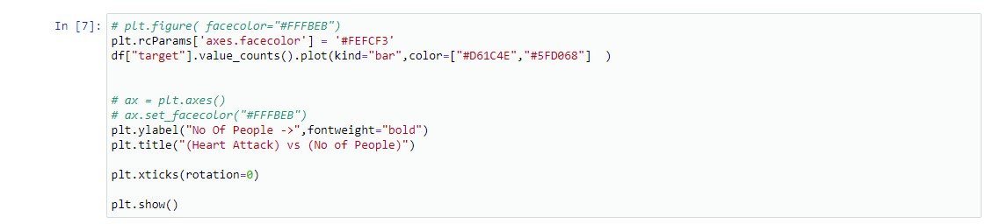 In [7]: # plt.figure( facecolor="#FFFBEB")
plt.rcParams['axes.facecolor'] = '#FEFCF3'
df["target"].value_counts().plot(kind="bar",color=["#D61C4E","#5FD068"]  )
# ax = plt.axes()
# ax.set_facecolor("#FFFBEB")
plt.ylabel("No Of People ->",fontweight="bold")
plt.title("(Heart Attack) vs (No of People)")
plt.xticks(rotation=0)
plt.show()